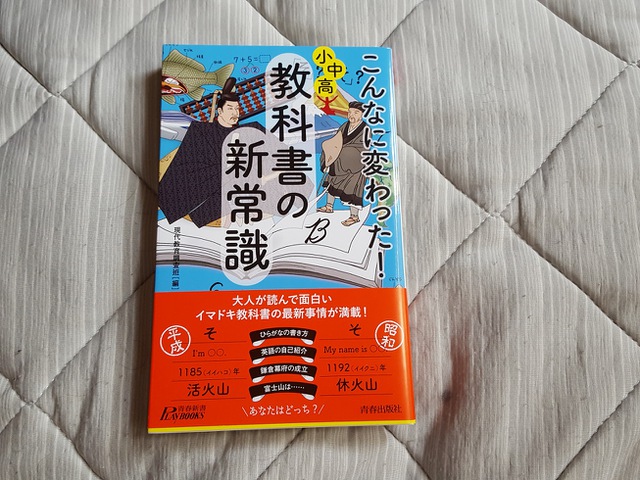 こんなに変わった！
小中高
教科書の
新常識
現代教育調査班［編］
7+5=
B
大人が読んで面白い
イマドキ教科書の最新事情が満載！
平成
昭和
そ
ひらがなの書き方
そ
I'm ○○.
英語の自己紹介
My name is ○○.
1185（イイハコ）年
鎌倉幕府の成立
1192（イイクニ）年
活火山
富士山は……
休火山
＼あなたはどっち？／
青春新書
PLAYBOOKS
青春出版社